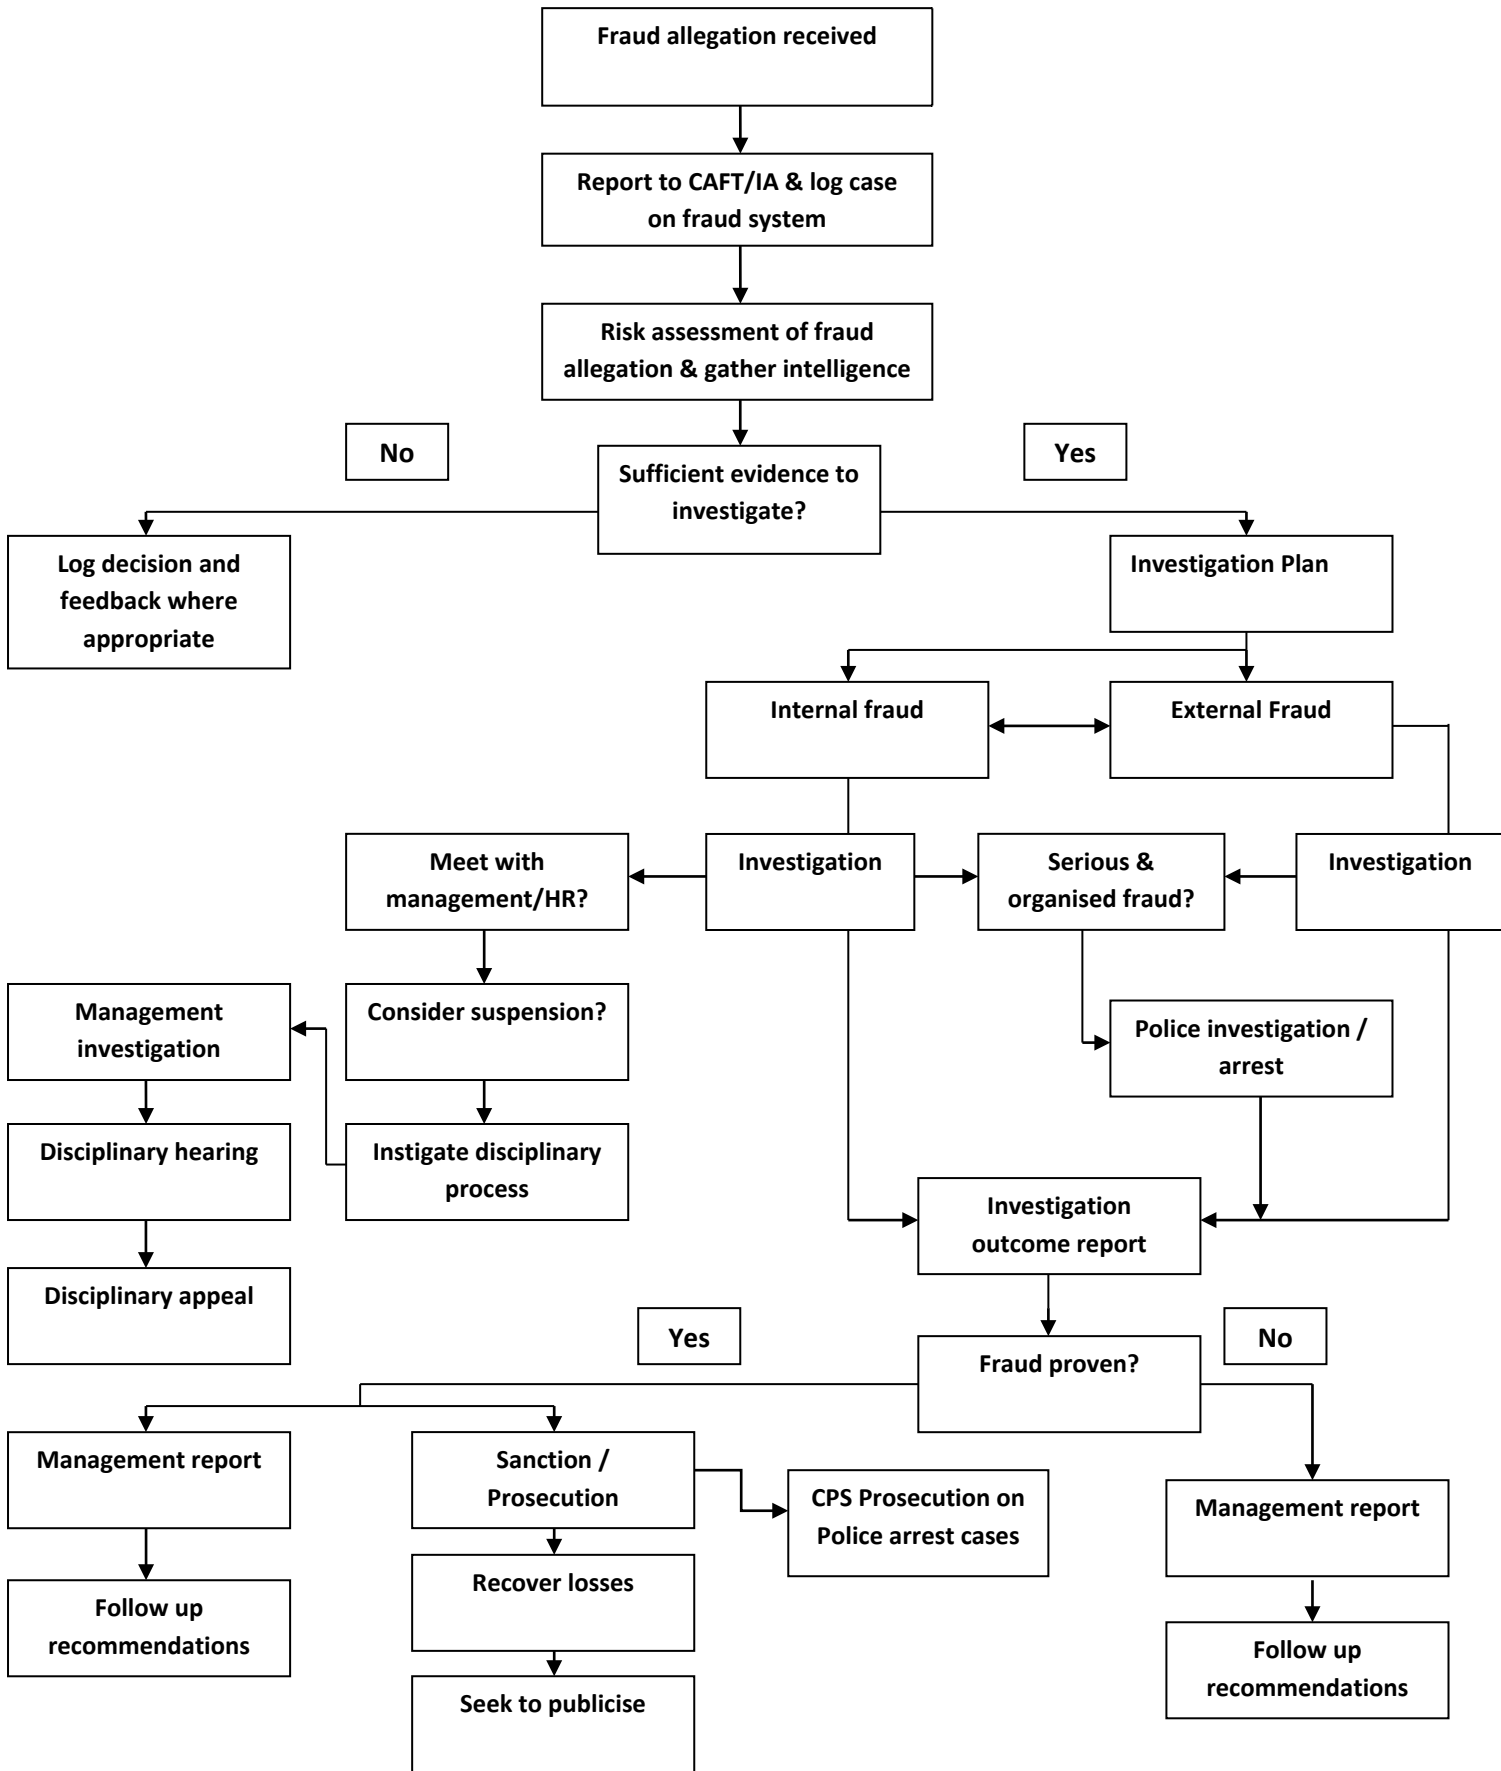 Fraud allegation received
Report to CAFT/IA & log case
on fraud system
Risk assessment of fraud
allegation & gather intelligence
No
Yes
Sufficient evidence to
investigate?
Log decision and
feedback where
appropriate
Investigation Plan
Internal fraud
External Fraud
Meet with
management/HR?
Investigation
Serious &
organised fraud?
Investigation
Management
investigation
Consider suspension?
Police investigation /
arrest
Disciplinary hearing
Instigate disciplinary
process
Investigation
outcome report
Disciplinary appeal
Yes
No
Fraud proven?
Management report
Sanction /
Prosecution
CPS Prosecution on
Police arrest cases
Management report
Recover losses
Follow up
recommendations
Follow up
recommendations
Seek to publicise